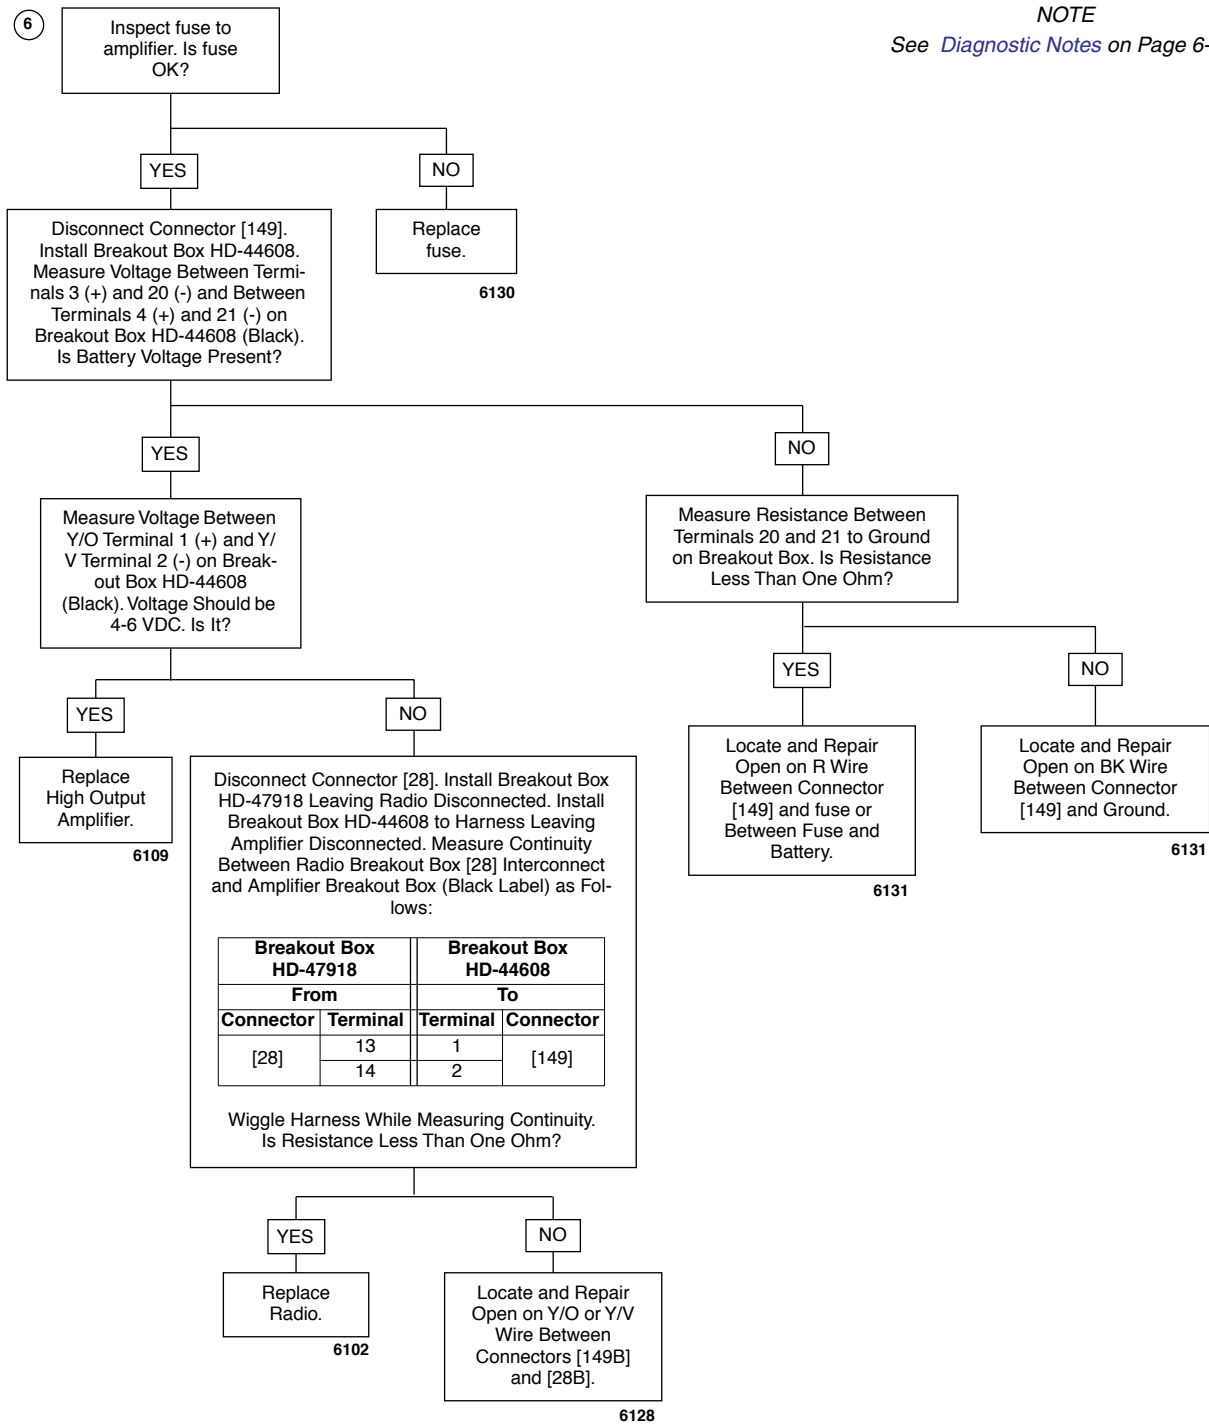 6
Inspect fuse to
amplifier. Is fuse
OK?
NOTE
See Diagnostic Notes on Page 6-
YES
NO
Disconnect Connector [149].
Install Breakout Box HD-44608.
Measure Voltage Between Termi-
nals 3 (+) and 20 (-) and Between
Terminals 4 (+) and 21 (-) on
Breakout Box HD-44608 (Black).
Is Battery Voltage Present?
Replace
fuse.
6130
YES
NO
Measure Voltage Between
Y/O Terminal 1 (+) and Y/
V Terminal 2 (-) on Break-
out Box HD-44608
(Black). Voltage Should be
4-6 VDC. Is It?
Measure Resistance Between
Terminals 20 and 21 to Ground
on Breakout Box. Is Resistance
Less Than One Ohm?
YES
NO
YES
NO
Replace
High Output
Amplifier.
6109
Disconnect Connector [28]. Install Breakout Box
HD-47918 Leaving Radio Disconnected. Install
Breakout Box HD-44608 to Harness Leaving
Amplifier Disconnected. Measure Continuity
Between Radio Breakout Box [28] Interconnect
and Amplifier Breakout Box (Black Label) as Fol-
lows:
Breakout Box Breakout Box
HD-47918 HD-44608
From To
Connector Terminal Terminal Connector
[28] 13 1 [149]
14 2
Wiggle Harness While Measuring Continuity.
Is Resistance Less Than One Ohm?
Locate and Repair
Open on R Wire
Between Connector
[149] and fuse or
Between Fuse and
Battery.
6131
Locate and Repair
Open on BK Wire
Between Connector
[149] and Ground.
6131
YES
NO
Replace
Radio.
6102
Locate and Repair
Open on Y/O or Y/V
Wire Between
Connectors [149B]
and [28B].
6128